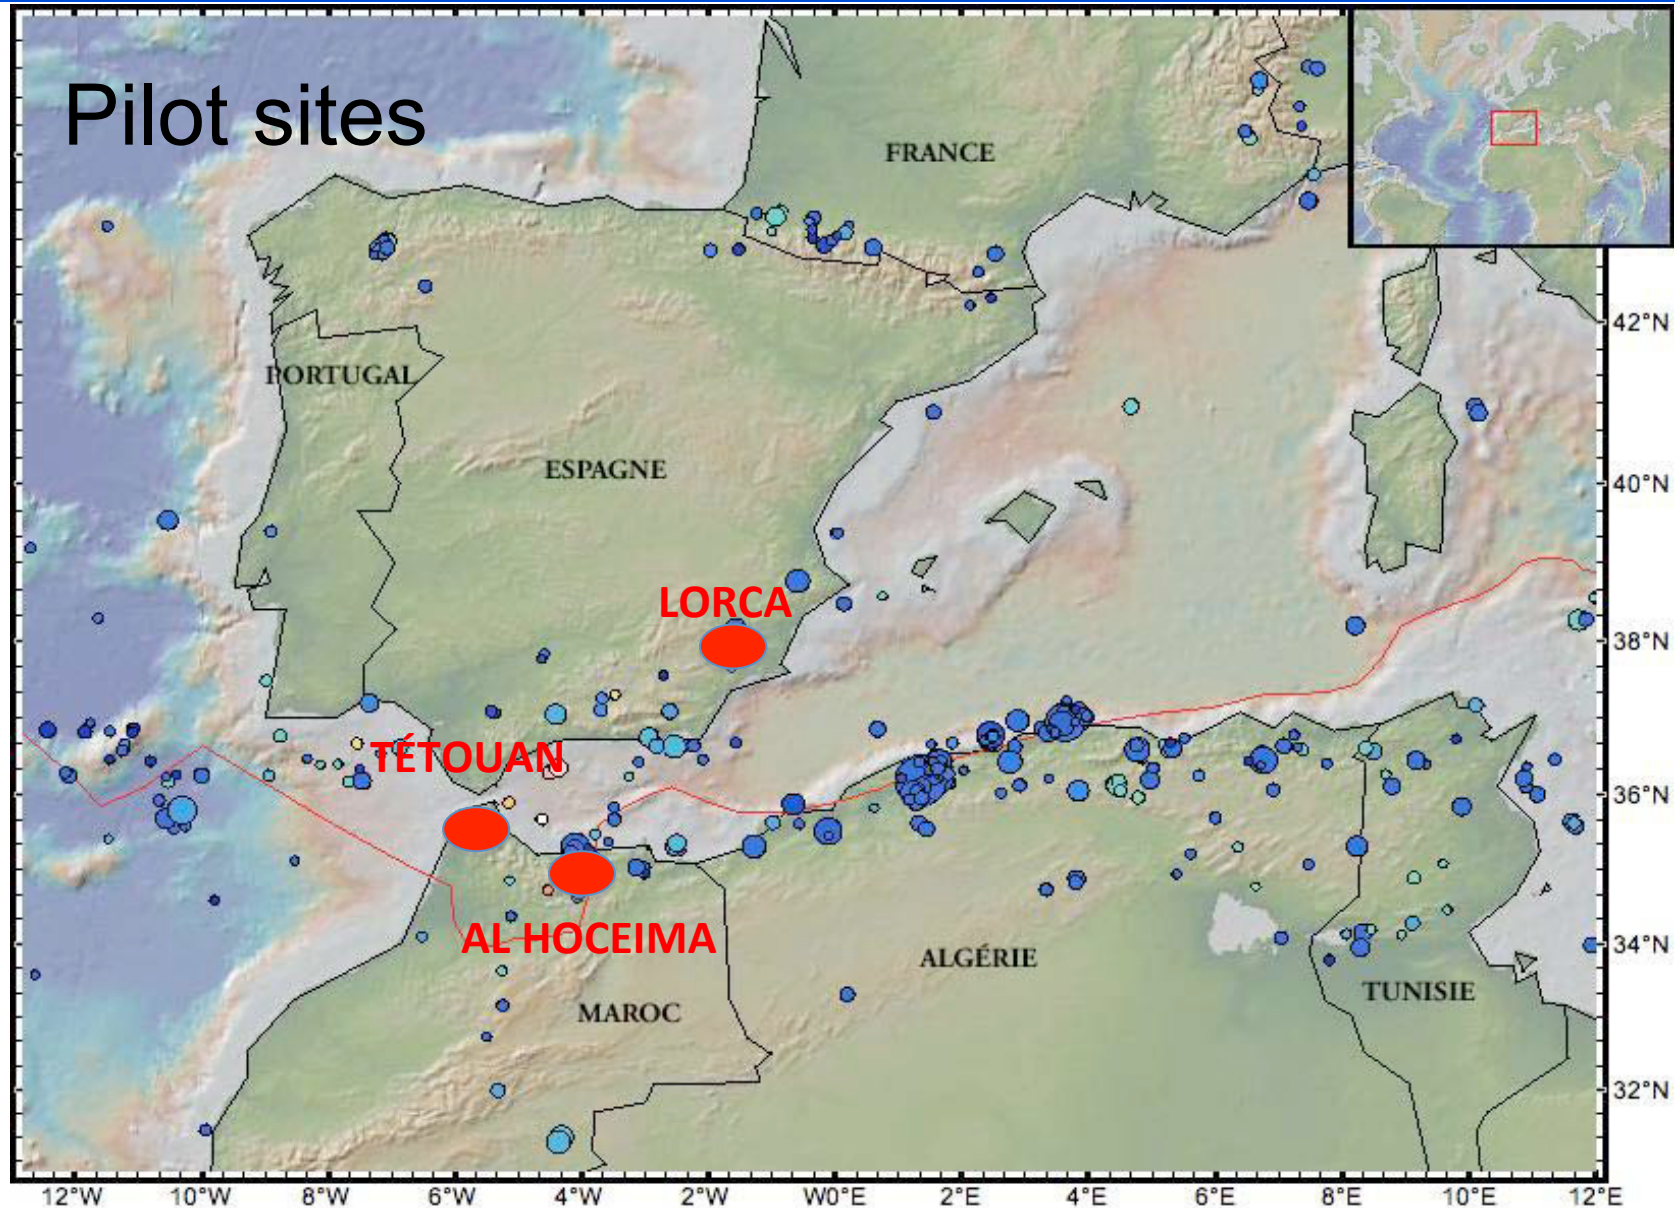 Pilot sites
FRANCE
PORTUGAL
ESPAGNE
LORCA
TÉTOUAN
AL HOCEIMA
MAROC
ALGÉRIE
TUNISIE
42°N
40°N
38°N
36°N
34°N
32°N
12°W 10°W 8°W 6°W 4°W 2°W W0°E 2°E 4°E 6°E 8°E 10°E 12°E